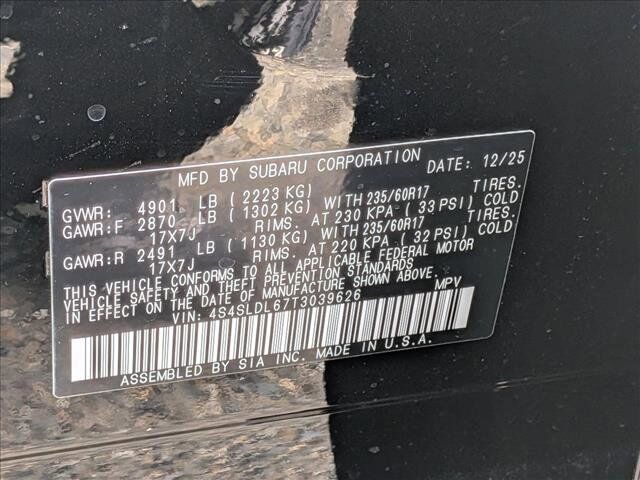 MFD BY SUBARU CORPORATION DATE: 12/25
GVWR: 4901 LB ( 2223 KG)
GAWR:F 2870 LB ( 1302 KG) WITH 235/60R17 TIRES.
17X7J RIMS. AT 230 KPA ( 33 PSI) COLD
GAWR:R 2491 LB ( 1130 KG) WITH 235/60R17 TIRES.
17X7J RIMS. AT 220 KPA ( 32 PSI) COLD
THIS VEHICLE CONFORMS TO ALL APPLICABLE FEDERAL MOTOR
VEHICLE SAFETY AND THEFT PREVENTION STANDARDS
IN EFFECT ON THE DATE OF MANUFACTURE SHOWN ABOVE.
VIN: 4S4SLDL67T3039626 MPV
ASSEMBLED BY SIA INC. MADE IN U.S.A.